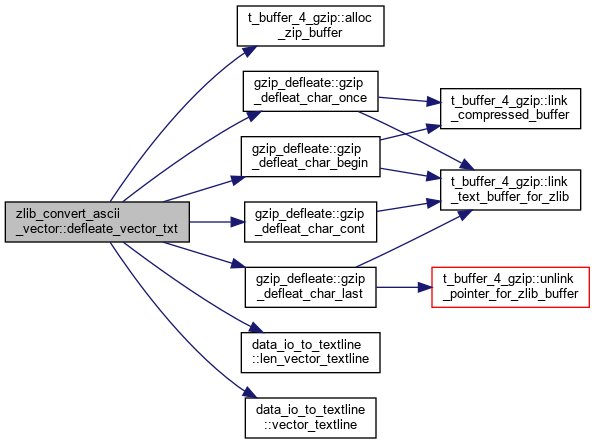 zlib_convert_ascii
_vector::defleate_vector_txt
t_buffer_4_gzip::alloc
_zip_buffer
gzip_defleate::gzip
_defleat_char_once
gzip_defleate::gzip
_defleat_char_begin
gzip_defleate::gzip
_defleat_char_cont
gzip_defleate::gzip
_defleat_char_last
data_io_to_textline
::len_vector_textline
data_io_to_textline
::vector_textline
t_buffer_4_gzip::link
_compressed_buffer
t_buffer_4_gzip::link
_text_buffer_for_zlib
t_buffer_4_gzip::unlink
_pointer_for_zlib_buffer